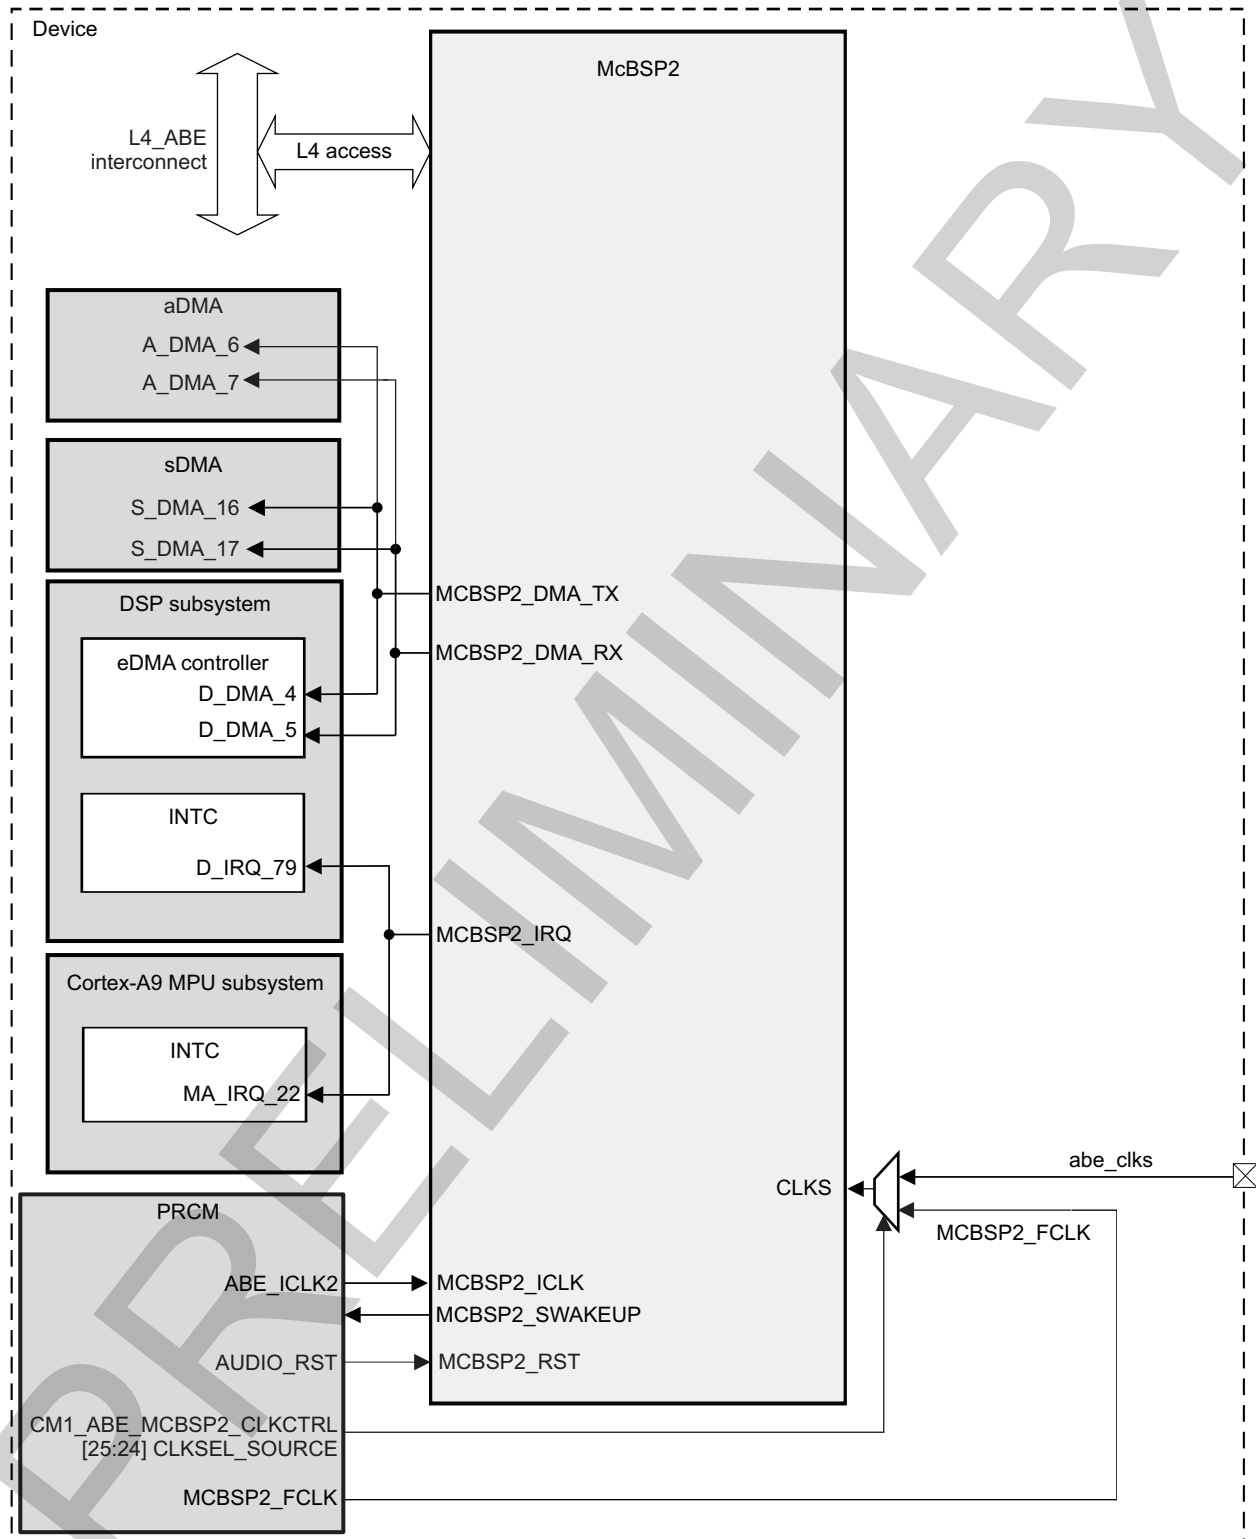 Device
McBSP2
L4_ABE
interconnect
L4 access
aDMA
A_DMA_6
A_DMA_7
sDMA
S_DMA_16
S_DMA_17
DSP subsystem
eDMA controller
D_DMA_4
D_DMA_5
INTC
D_IRQ_79
MCBSP2_DMA_TX
MCBSP2_DMA_RX
MCBSP2_IRQ
Cortex-A9 MPU subsystem
INTC
MA_IRQ_22
CLKS
abe_clks
MCBSP2_FCLK
PRCM
ABE_ICLK2
MCBSP2_ICLK
MCBSP2_SWAKEUP
AUDIO_RST
MCBSP2_RST
CM1_ABE_MCBSP2_CLKCTRL
[25:24] CLKSEL_SOURCE
MCBSP2_FCLK
PRELIMINARY